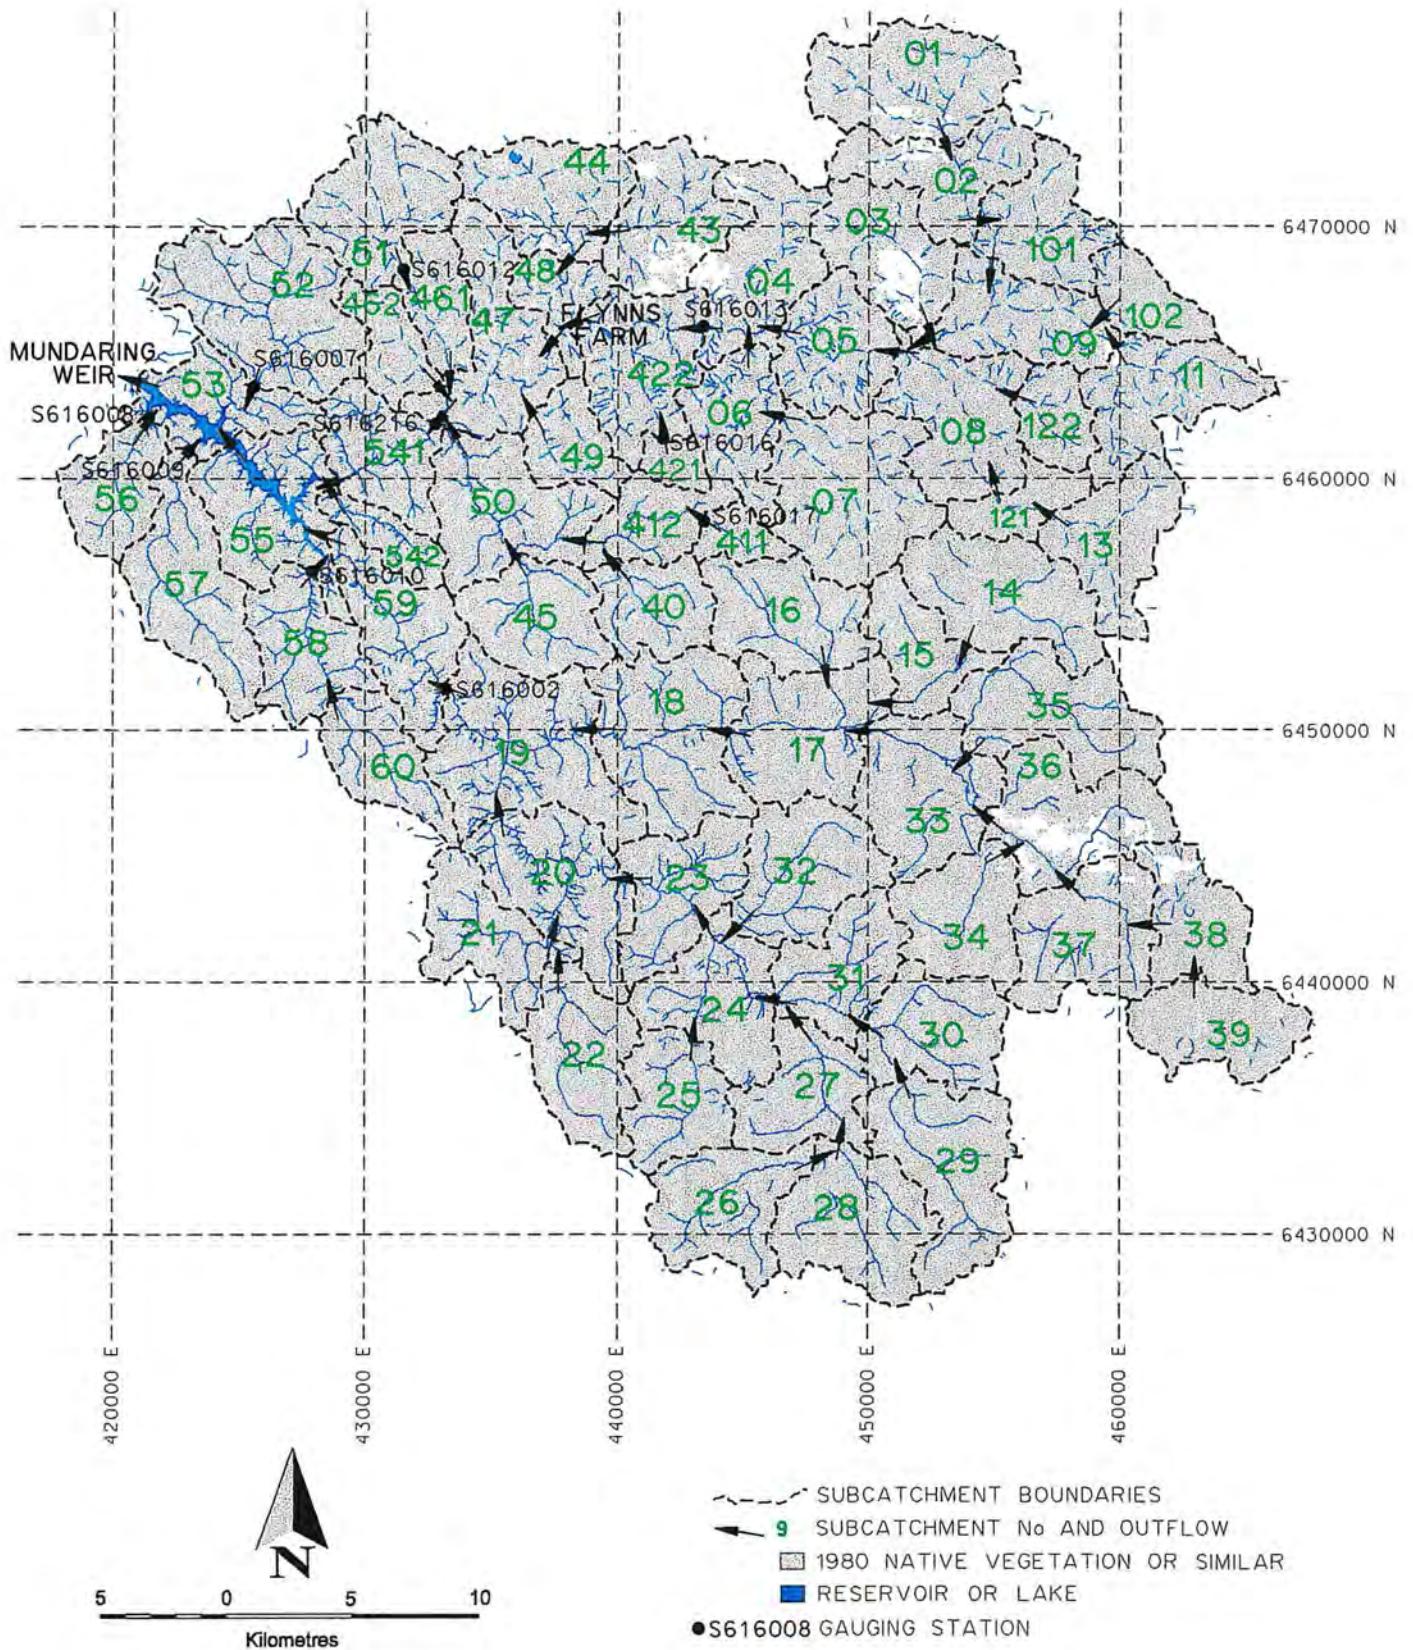 01
44
02
03
43
6470000 N
101
51
S616012
48
52
04
452
461
47
FLYNNS
FARM
S616013
102
05
09
MUNDARING
WEIR
S616007
53
422
11
S616008
S616216
06
08
122
541
S616016
S616009
49
421
6460000 N
56
50
07
412
S616017
121
55
411
13
542
S616010
57
59
40
16
14
45
58
15
S616002
18
35
6450000 N
19
17
60
36
33
20
23
32
21
34
37
38
31
6440000 N
24
30
39
22
27
25
29
26
28
6430000 N
420000 E
430000 E
440000 E
450000 E
460000 E
N
5 0 5 10
Kilometres
SUBCATCHMENT BOUNDARIES
9 SUBCATCHMENT No AND OUTFLOW
1980 NATIVE VEGETATION OR SIMILAR
RESERVOIR OR LAKE
S616008 GAUGING STATION